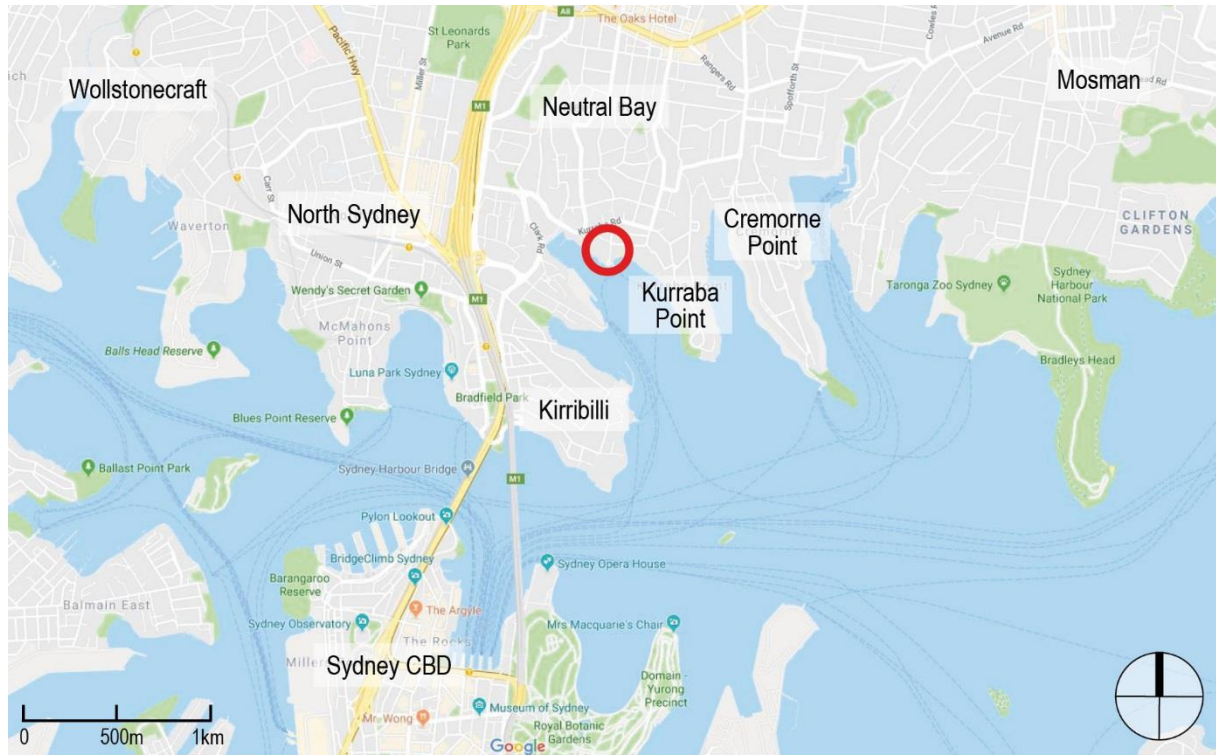 A8
The Oaks Hotel
Cowles
Avenue Rd
St Leonards
Park
Pacific Hwy
Miller St
Rangers Rd
Spofforth St
Wollstonecraft
M1
Neutral Bay
Mosman
Carr St
North Sydney
Clark Rd
Kurraba Rd
Cremorne
Point
CLIFTON
GARDENS
Waverton
Union St
Wendy's Secret Garden
M1
Kurraba
Point
Taronga Zoo Sydney
Sydney
Harbour
National Park
McMahons
Point
Balls Head Reserve
Luna Park Sydney
Bradleys Head
Bradfield Park
Kirribilli
Blues Point Reserve
Ballast Point Park
Sydney Harbour Bridge
M1
Pylon Lookout
BridgeClimb Sydney
Sydney Opera House
Barangaroo
Reserve
Balmain East
The Argyle
Sydney Observatory
Mrs Macquarie's Chair
The Rocks
Sydney CBD
Domain -
Yurong
Precinct
Museum of Sydney
Mr. Wong
Royal Botanic
Gardens
Google
0 500m 1km